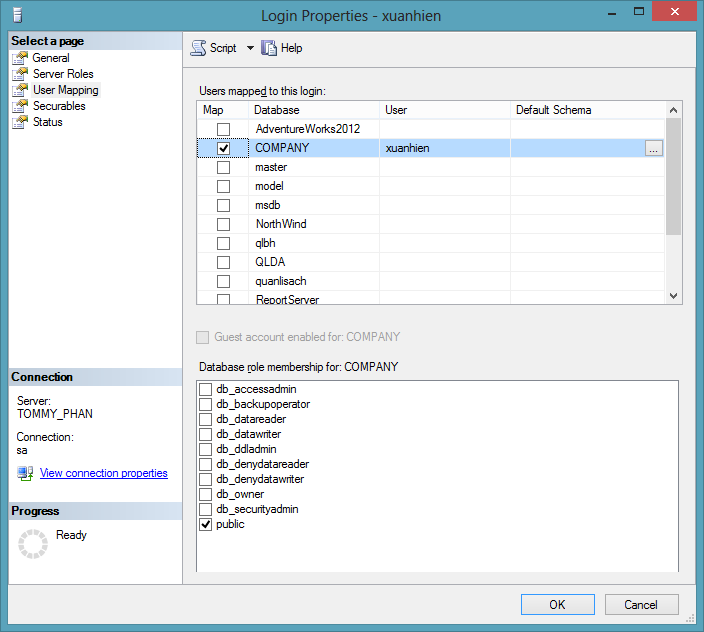 Login Properties - xuanhien
Select a page
General
Server Roles
User Mapping
Securables
Status
Script Help
Users mapped to this login:
Map Database User Default Schema
AdventureWorks2012
COMPANY xuanhien ...
master
model
msdb
NorthWind
qlbh
QLDA
quanlisach
ReportServer
Guest account enabled for: COMPANY
Database role membership for: COMPANY
db_accessadmin
db_backupoperator
db_datareader
db_datawriter
db_ddladmin
db_denydatareader
db_denydatawriter
db_owner
db_securityadmin
public
Connection
Server:
TOMMY_PHAN
Connection:
sa
View connection properties
Progress
Ready
OK Cancel